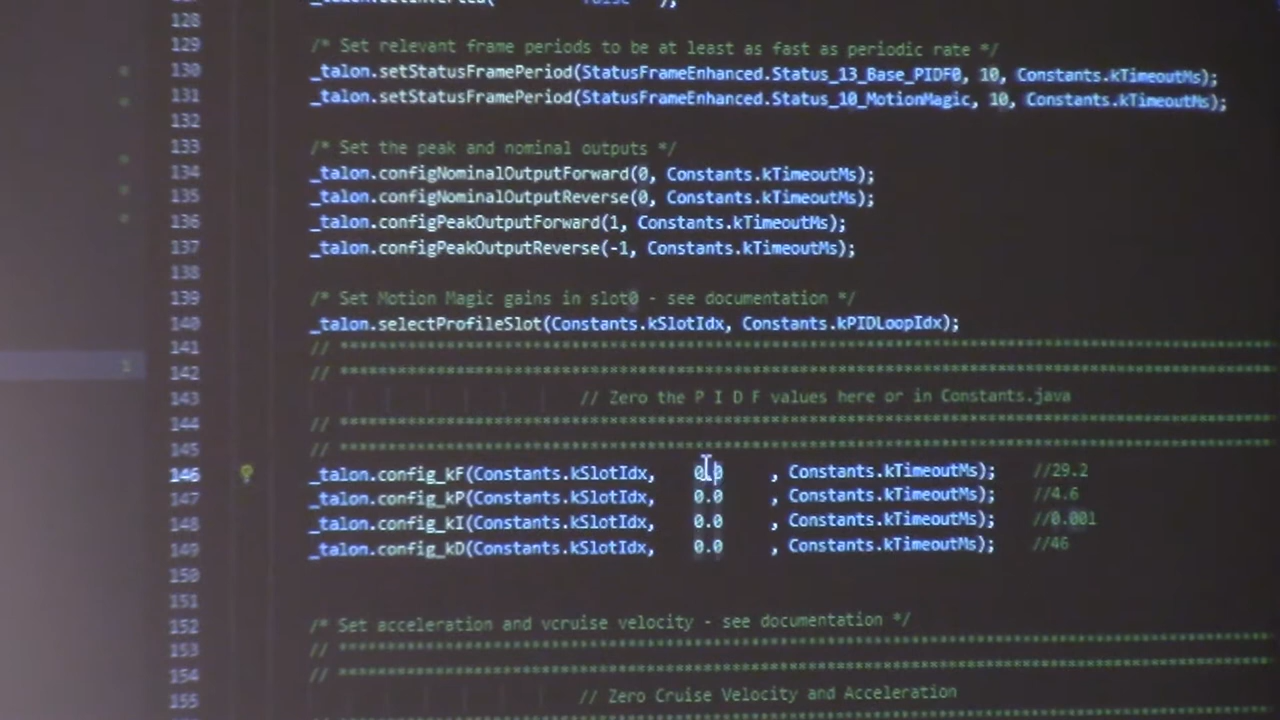 128
129 /* Set relevant frame periods to be at least as fast as periodic rate */
130 _talon.setStatusFramePeriod(StatusFrameEnhanced.Status_13_Base_PIDF0, 10, Constants.kTimeoutMs);
131 _talon.setStatusFramePeriod(StatusFrameEnhanced.Status_10_MotionMagic, 10, Constants.kTimeoutMs);
132
133 /* Set the peak and nominal outputs */
134 _talon.configNominalOutputForward(0, Constants.kTimeoutMs);
135 _talon.configNominalOutputReverse(0, Constants.kTimeoutMs);
136 _talon.configPeakOutputForward(1, Constants.kTimeoutMs);
137 _talon.configPeakOutputReverse(-1, Constants.kTimeoutMs);
138
139 /* Set Motion Magic gains in slot0 - see documentation */
140 _talon.selectProfileSlot(Constants.kSlotIdx, Constants.kPIDLoopIdx);
141 // ****************************************************************************************************
142 // ****************************************************************************************************
143 // Zero the P I D F values here or in Constants.java
144 // ****************************************************************************************************
145 // ****************************************************************************************************
146 _talon.config_kF(Constants.kSlotIdx, 0.0 , Constants.kTimeoutMs); //29.2
147 _talon.config_kP(Constants.kSlotIdx, 0.0 , Constants.kTimeoutMs); //4.6
148 _talon.config_kI(Constants.kSlotIdx, 0.0 , Constants.kTimeoutMs); //0.001
149 _talon.config_kD(Constants.kSlotIdx, 0.0 , Constants.kTimeoutMs); //46
150
151
152 /* Set acceleration and vcruise velocity - see documentation */
153 // ****************************************************************************************************
154 // ****************************************************************************************************
155 // Zero Cruise Velocity and Acceleration